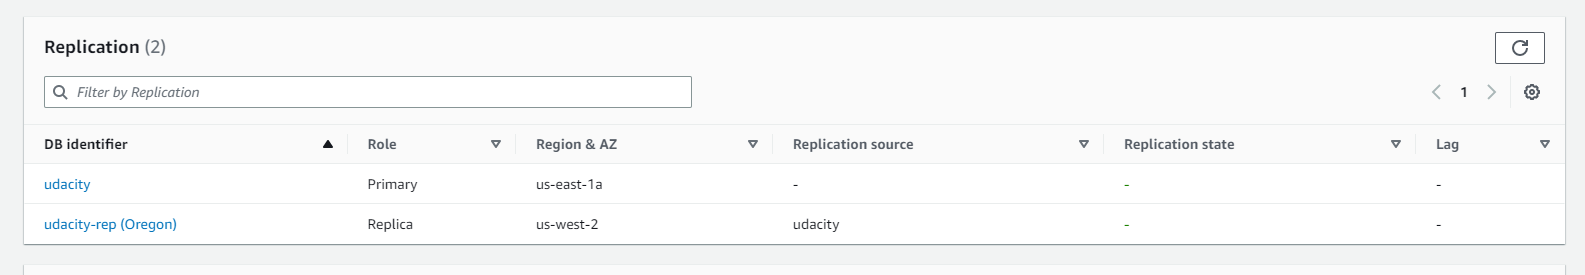 Replication (2)
Filter by Replication
1
DB identifier Role Region & AZ Replication source Replication state Lag
udacity Primary us-east-1a - - -
udacity-rep (Oregon) Replica us-west-2 udacity - -